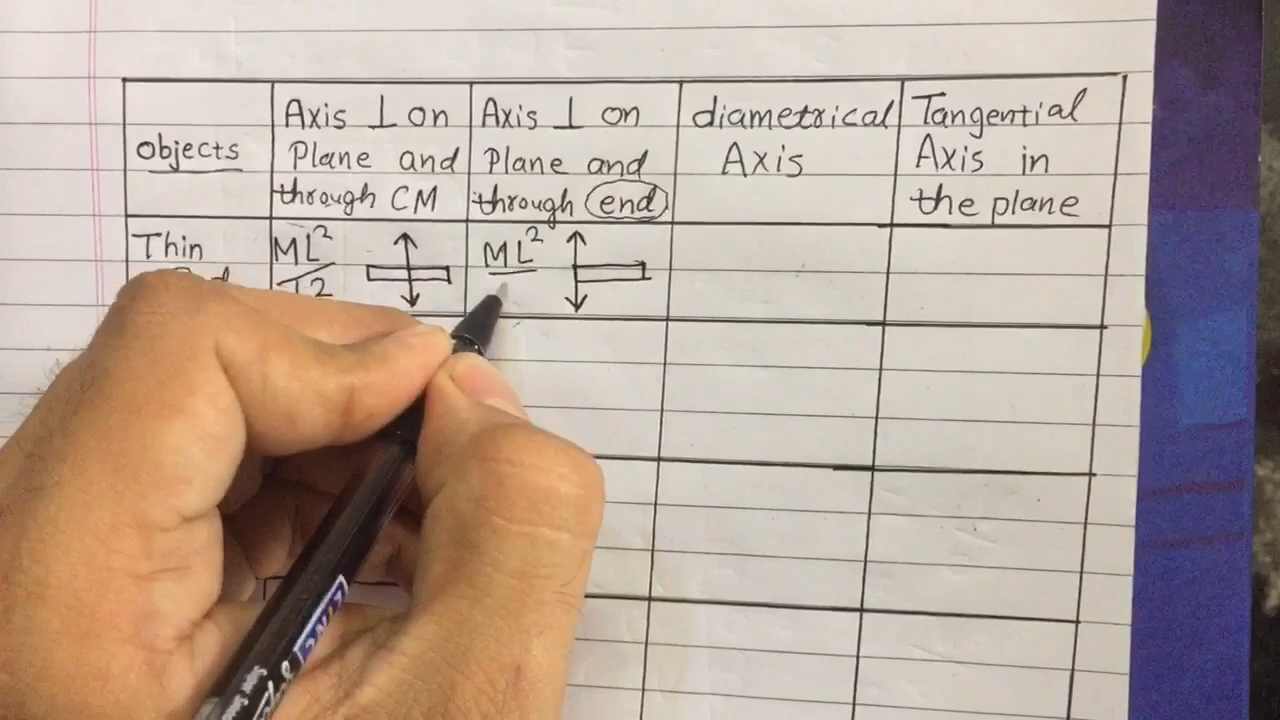 objects
Axis ⊥ on
Plane and
through CM
Axis ⊥ on
Plane and
through end
diametrical
Axis
Tangential
Axis in
the plane
Thin
ML²
12
ML²